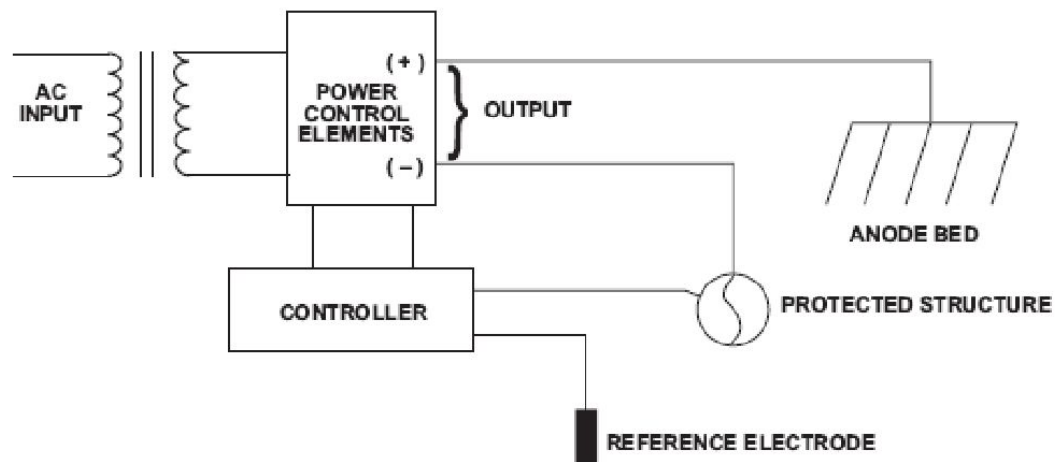 AC
INPUT
POWER
CONTROL
ELEMENTS
(+)
(–)
OUTPUT
ANODE BED
CONTROLLER
PROTECTED STRUCTURE
REFERENCE ELECTRODE